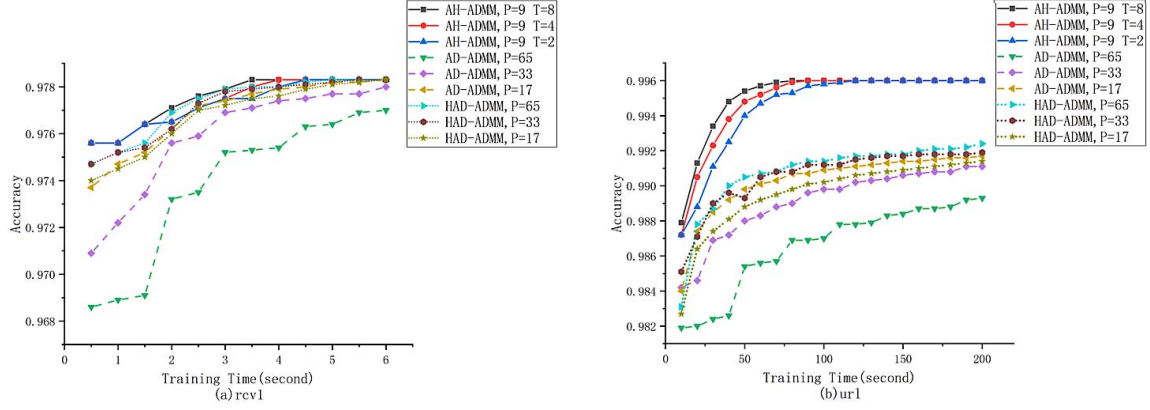 AH-ADMM,P=9 T=8
AH-ADMM,P=9 T=4
AH-ADMM,P=9 T=2
AD-ADMM,P=65
AD-ADMM,P=33
AD-ADMM,P=17
HAD-ADMM,P=65
HAD-ADMM,P=33
HAD-ADMM,P=17
0.978
0.976
0.974
0.972
0.970
0.968
Accuracy
0 1 2 3 4 5 6
Training Time(second)
(a)rcv1
AH-ADMM,P=9 T=8
AH-ADMM,P=9 T=4
AH-ADMM,P=9 T=2
AD-ADMM,P=65
AD-ADMM,P=33
AD-ADMM,P=17
HAD-ADMM,P=65
HAD-ADMM,P=33
HAD-ADMM,P=17
0.996
0.994
0.992
0.990
0.988
0.986
0.984
0.982
Accuracy
0 50 100 150 200
Training Time(second)
(b)url